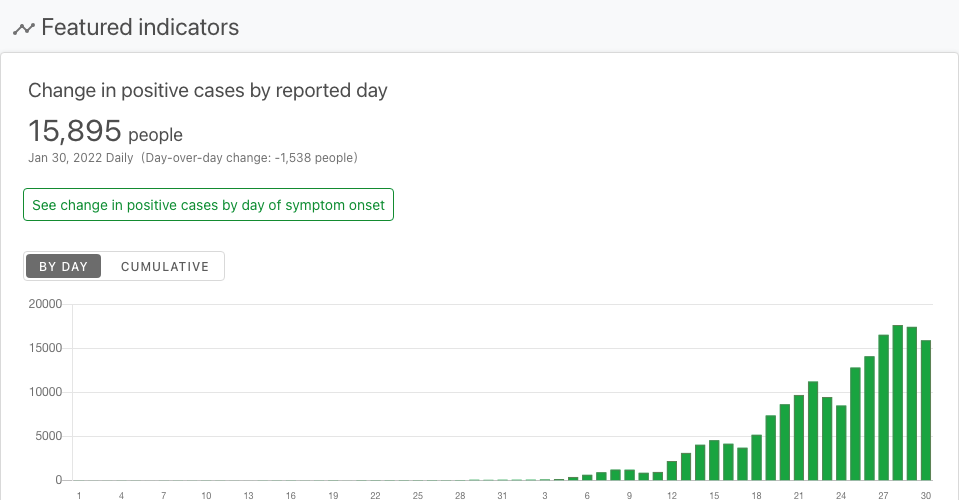 Featured indicators
Change in positive cases by reported day
15,895 people
Jan 30, 2022 Daily (Day-over-day change: -1,538 people)
See change in positive cases by day of symptom onset
BY DAY CUMULATIVE
20000
15000
10000
5000
0
1 4 7 10 13 16 19 22 25 28 31 3 6 9 12 15 18 21 24 27 30